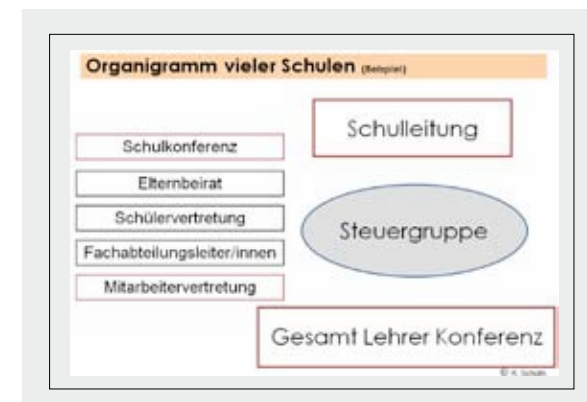 Organigramm vieler Schulen (Beispiel)
Schulleitung
Schulkonferenz
Elternbeirat
Schülervertretung
Steuergruppe
Fachabteilungsleiter/innen
Mitarbeitervertretung
Gesamt Lehrer Konferenz
©